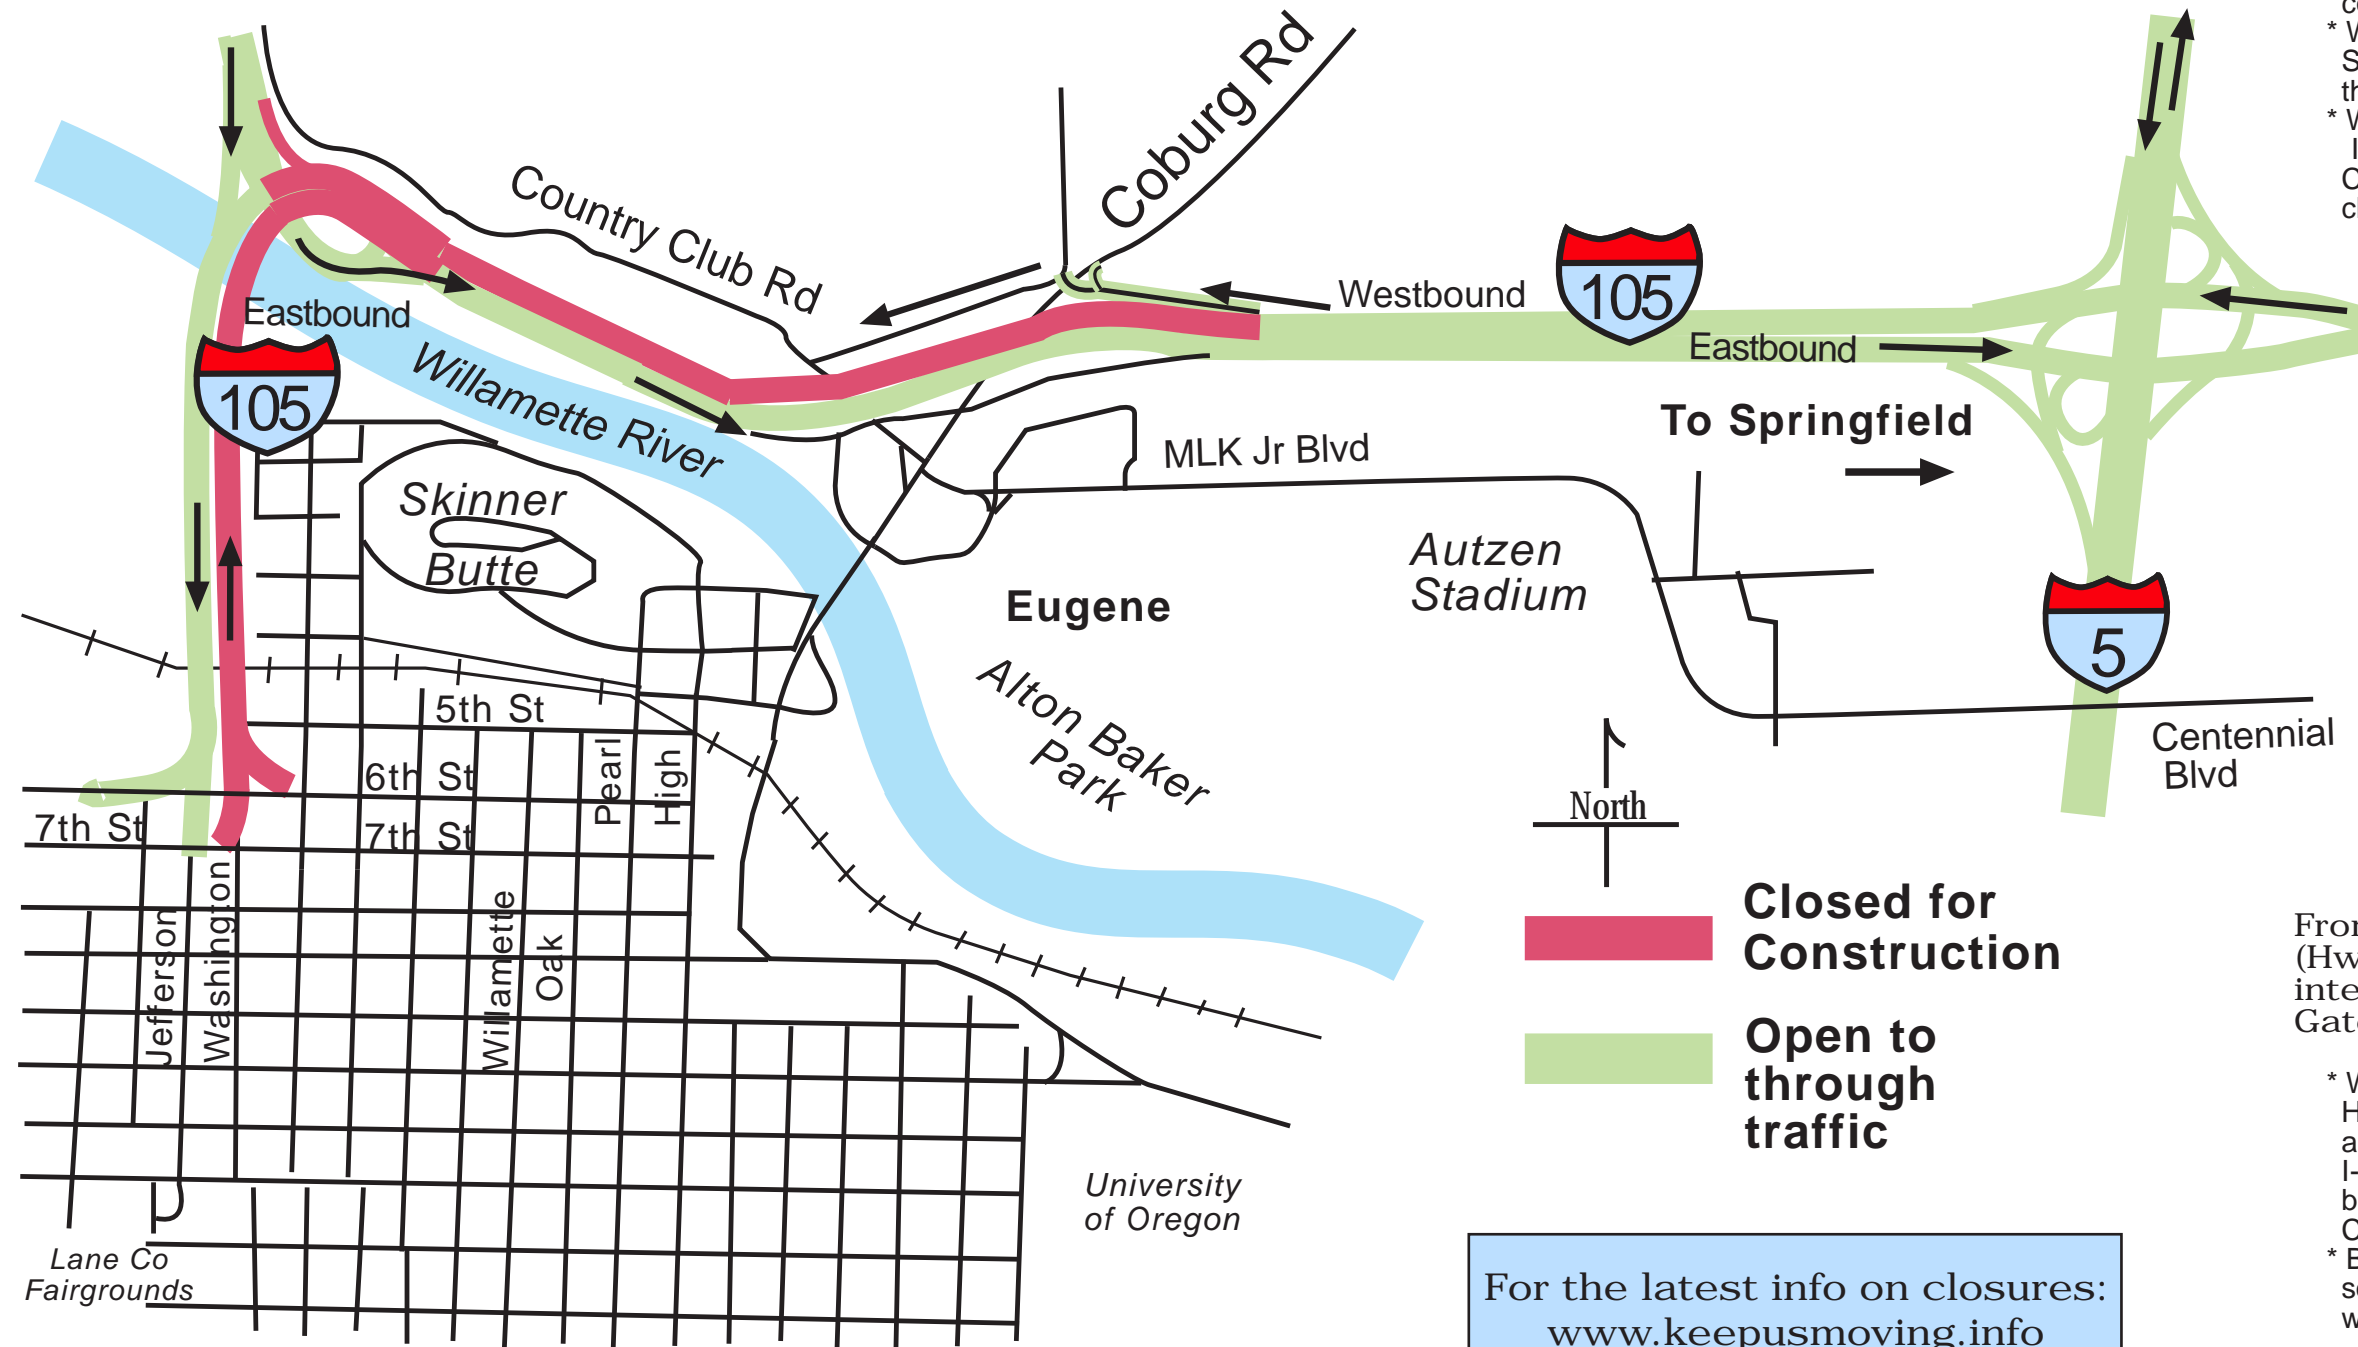 Coburg Rd
Country Club Rd
Westbound
105
Eastbound
Eastbound
105
Willamette River
To Springfield
MLK Jr Blvd
Skinner
Butte
Autzen
Stadium
Eugene
5
Alton Baker
Park
5th St
Pearl
High
6th St
7th St
7th St
Centennial
Blvd
North
Jefferson
Washington
Willamette
Oak
Closed for
Construction
Open to
through
traffic
University
of Oregon
Lane Co
Fairgrounds
For the latest info on closures:
www.keepusmoving.info